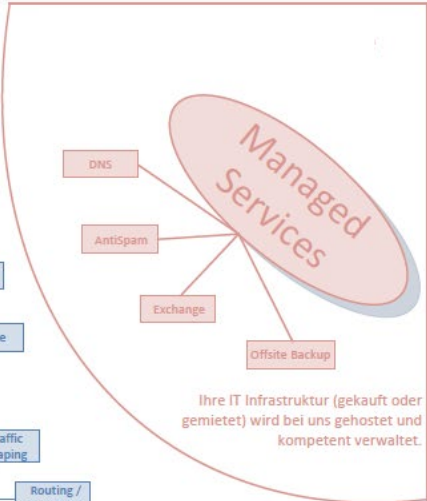 Managed
Services
DNS
AntiSpam
Exchange
Offsite Backup
Ihre IT Infrastruktur (gekauft oder
gemietet) wird bei uns gehostet und
kompetent verwaltet.
Routing /